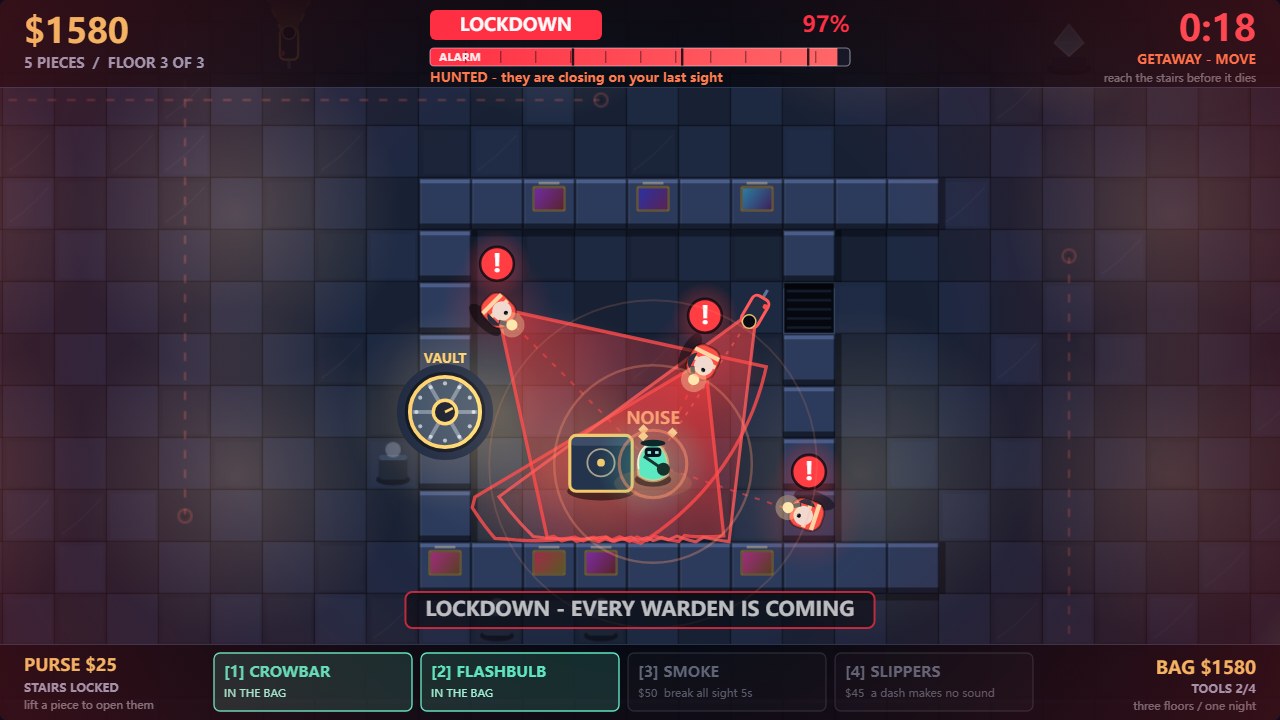 $1580
5 PIECES / FLOOR 3 OF 3
LOCKDOWN
97%
ALARM
HUNTED - they are closing on your last sight
0:18
GETAWAY - MOVE
reach the stairs before it dies
!
!
VAULT
NOISE
!
LOCKDOWN - EVERY WARDEN IS COMING
PURSE $25
STAIRS LOCKED
lift a piece to open them
[1] CROWBAR
IN THE BAG
[2] FLASHBULB
IN THE BAG
[3] SMOKE
$50 break all sight 5s
[4] SLIPPERS
$45 a dash makes no sound
BAG $1580
TOOLS 2/4
three floors / one night